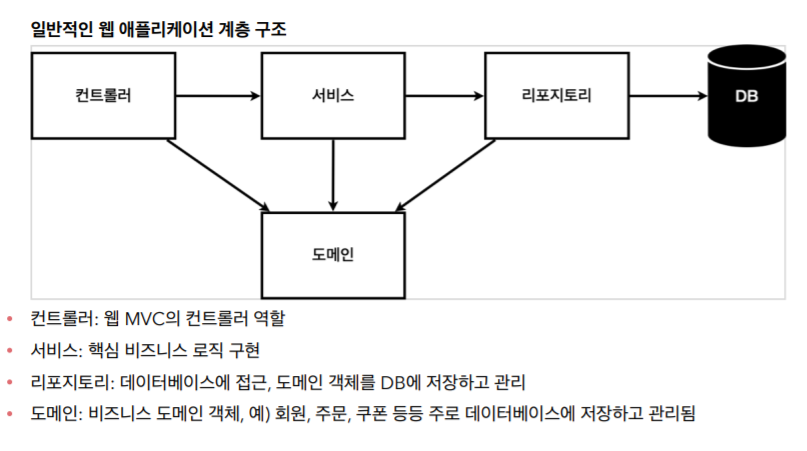 일반적인 웹 애플리케이션 계층 구조
컨트롤러
서비스
리포지토리
DB
도메인
• 컨트롤러: 웹 MVC의 컨트롤러 역할
• 서비스: 핵심 비즈니스 로직 구현
• 리포지토리: 데이터베이스에 접근, 도메인 객체를 DB에 저장하고 관리
• 도메인: 비즈니스 도메인 객체, 예) 회원, 주문, 쿠폰 등등 주로 데이터베이스에 저장하고 관리됨